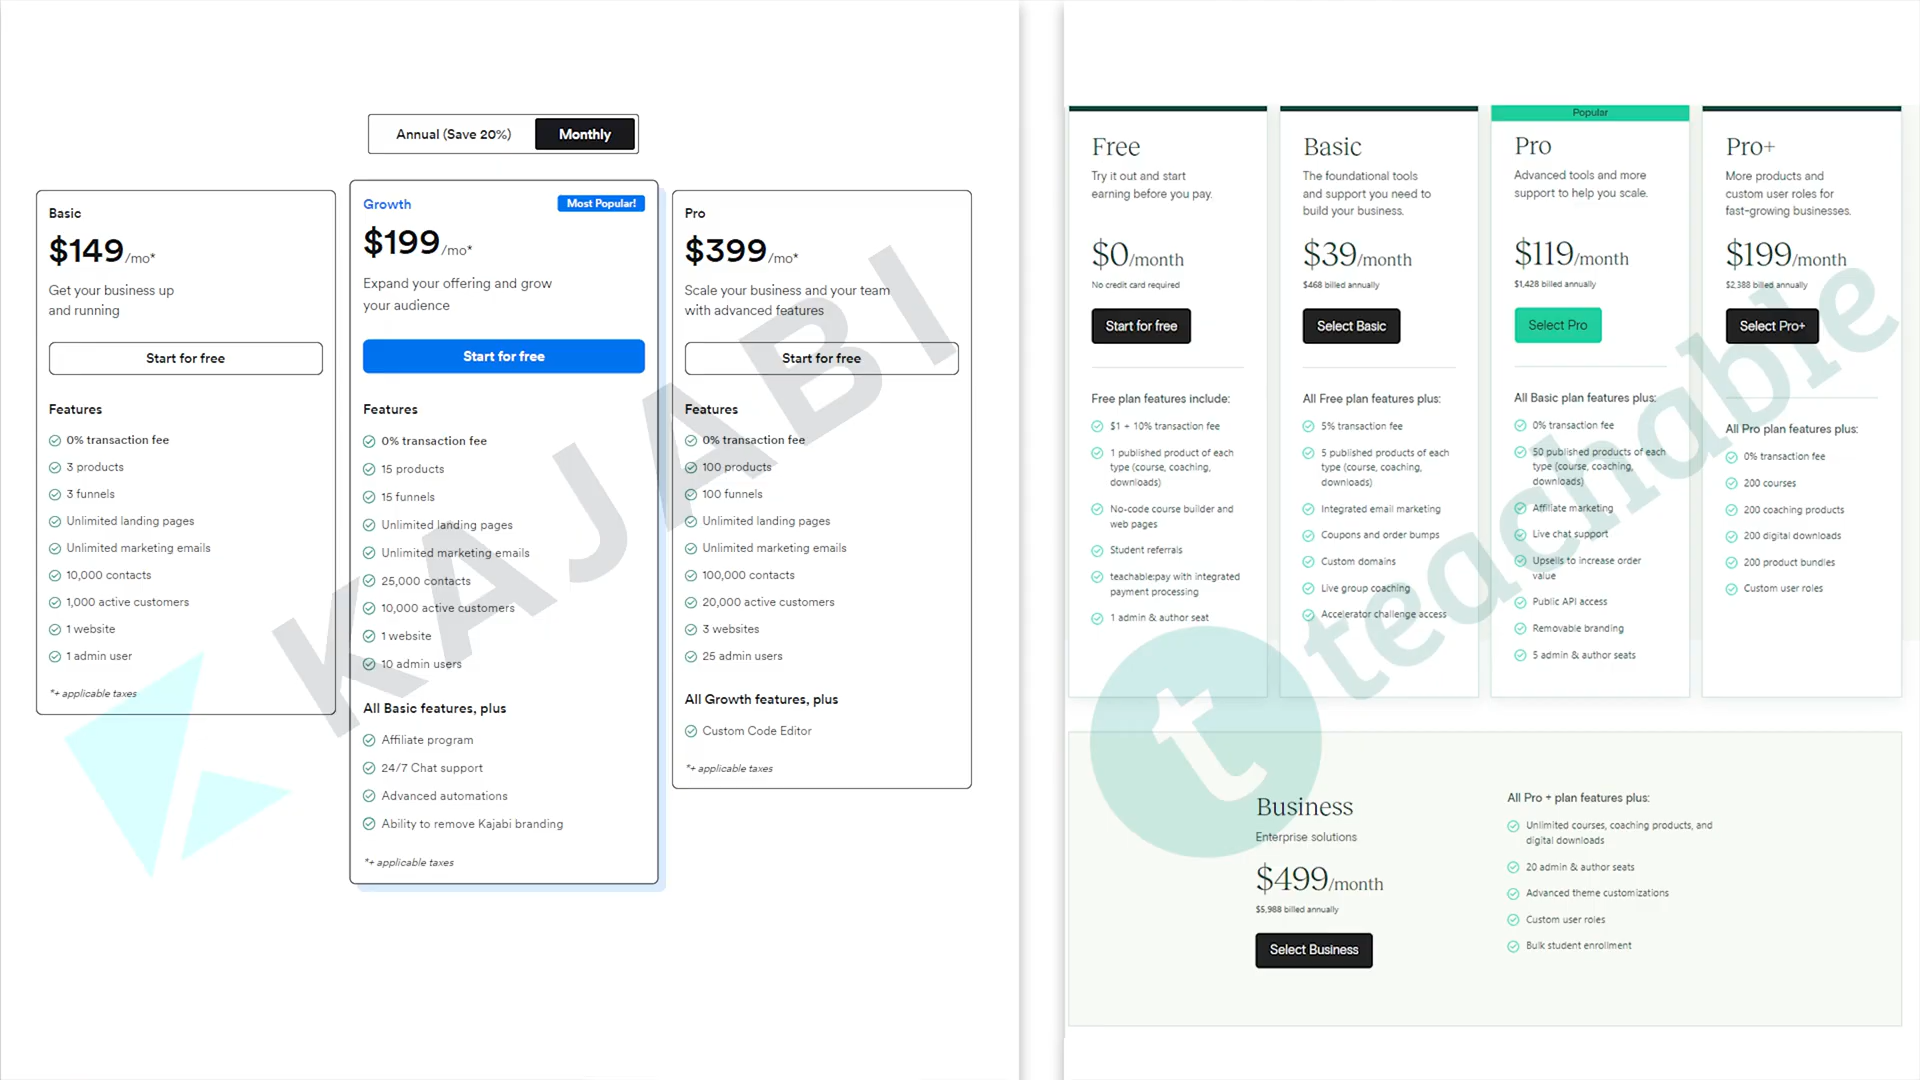 Annual (Save 20%)
Monthly
Basic
$149/mo*
Get your business up
and running
Start for free
Features
0% transaction fee
3 products
3 funnels
Unlimited landing pages
Unlimited marketing emails
10,000 contacts
1,000 active customers
1 website
1 admin user
*+ applicable taxes
Growth
Most Popular!
$199/mo*
Expand your offering and grow
your audience
Start for free
Features
0% transaction fee
15 products
15 funnels
Unlimited landing pages
Unlimited marketing emails
25,000 contacts
10,000 active customers
1 website
10 admin users
All Basic features, plus
Affiliate program
24/7 Chat support
Advanced automations
Ability to remove Kajabi branding
*+ applicable taxes
Pro
$399/mo*
Scale your business and your team
with advanced features
Start for free
Features
0% transaction fee
100 products
100 funnels
Unlimited landing pages
Unlimited marketing emails
100,000 contacts
20,000 active customers
3 websites
25 admin users
All Growth features, plus
Custom Code Editor
*+ applicable taxes
KAJABI
Free
Try it out and start
earning before you pay.
$0/month
No credit card required
Start for free
Free plan features include:
$1 + 10% transaction fee
1 published product of each
type (course, coaching,
downloads)
No-code course builder and
web pages
Student referrals
teachable:pay with integrated
payment processing
1 admin & author seat
Basic
The foundational tools
and support you need to
build your business.
$39/month
$468 billed annually
Select Basic
All Free plan features plus:
5% transaction fee
5 published products of each
type (course, coaching,
downloads)
Integrated email marketing
Coupons and order bumps
Custom domains
Live group coaching
Accelerator challenge access
Popular
Pro
Advanced tools and more
support to help you scale.
$119/month
$1,428 billed annually
Select Pro
All Basic plan features plus:
0% transaction fee
50 published products of each
type (course, coaching,
downloads)
Affiliate marketing
Live chat support
Upsells to increase order
value
Public API access
Removable branding
5 admin & author seats
Pro+
More products and
custom user roles for
fast-growing businesses.
$199/month
$2,388 billed annually
Select Pro+
All Pro plan features plus:
0% transaction fee
200 courses
200 coaching products
200 digital downloads
200 product bundles
Custom user roles
Business
Enterprise solutions
$499/month
$5,988 billed annually
Select Business
All Pro + plan features plus:
Unlimited courses, coaching products, and
digital downloads
20 admin & author seats
Advanced theme customizations
Custom user roles
Bulk student enrollment
t teachable